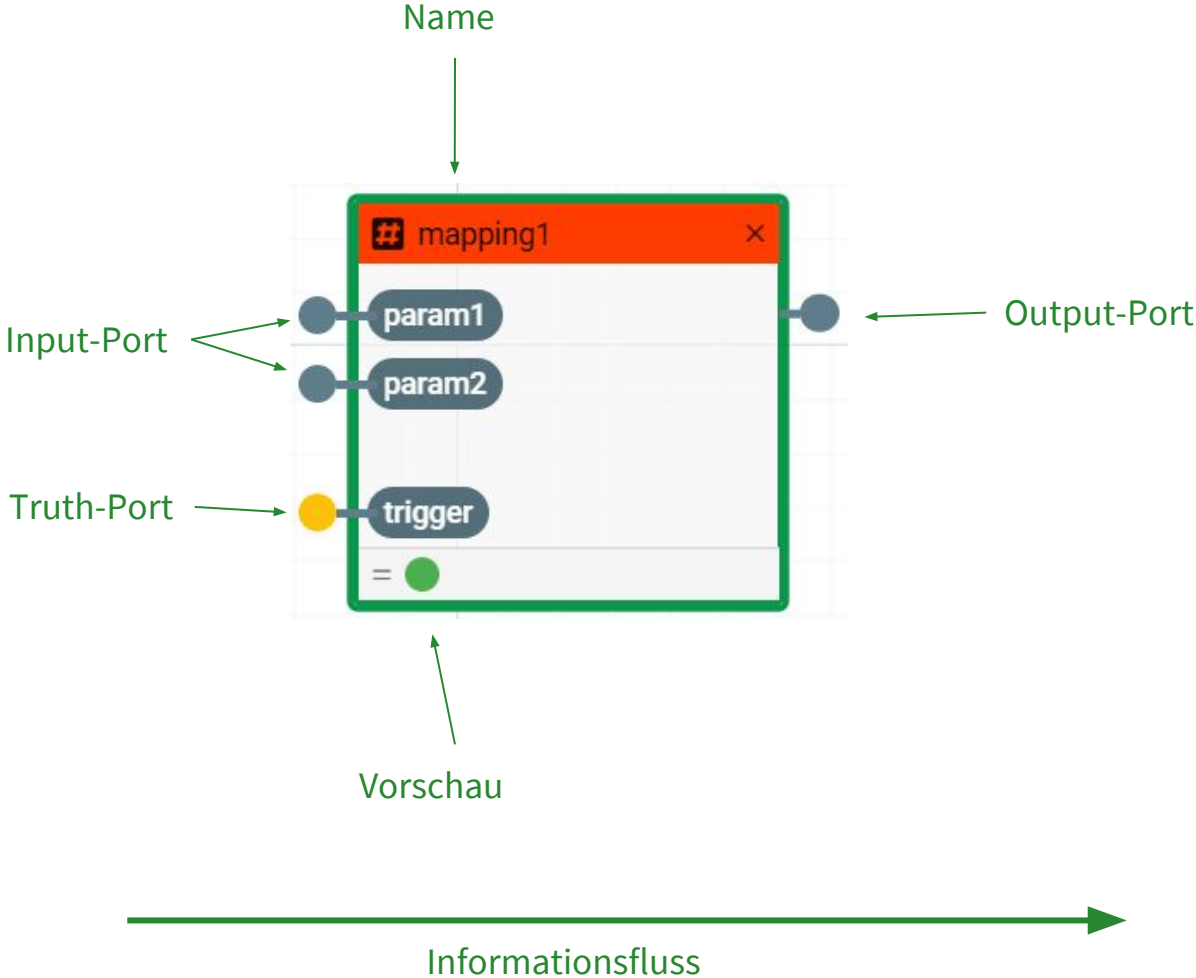 Name
# mapping1 ×
param1
Input-Port
Output-Port
param2
Truth-Port
trigger
=
Vorschau
Informationsfluss